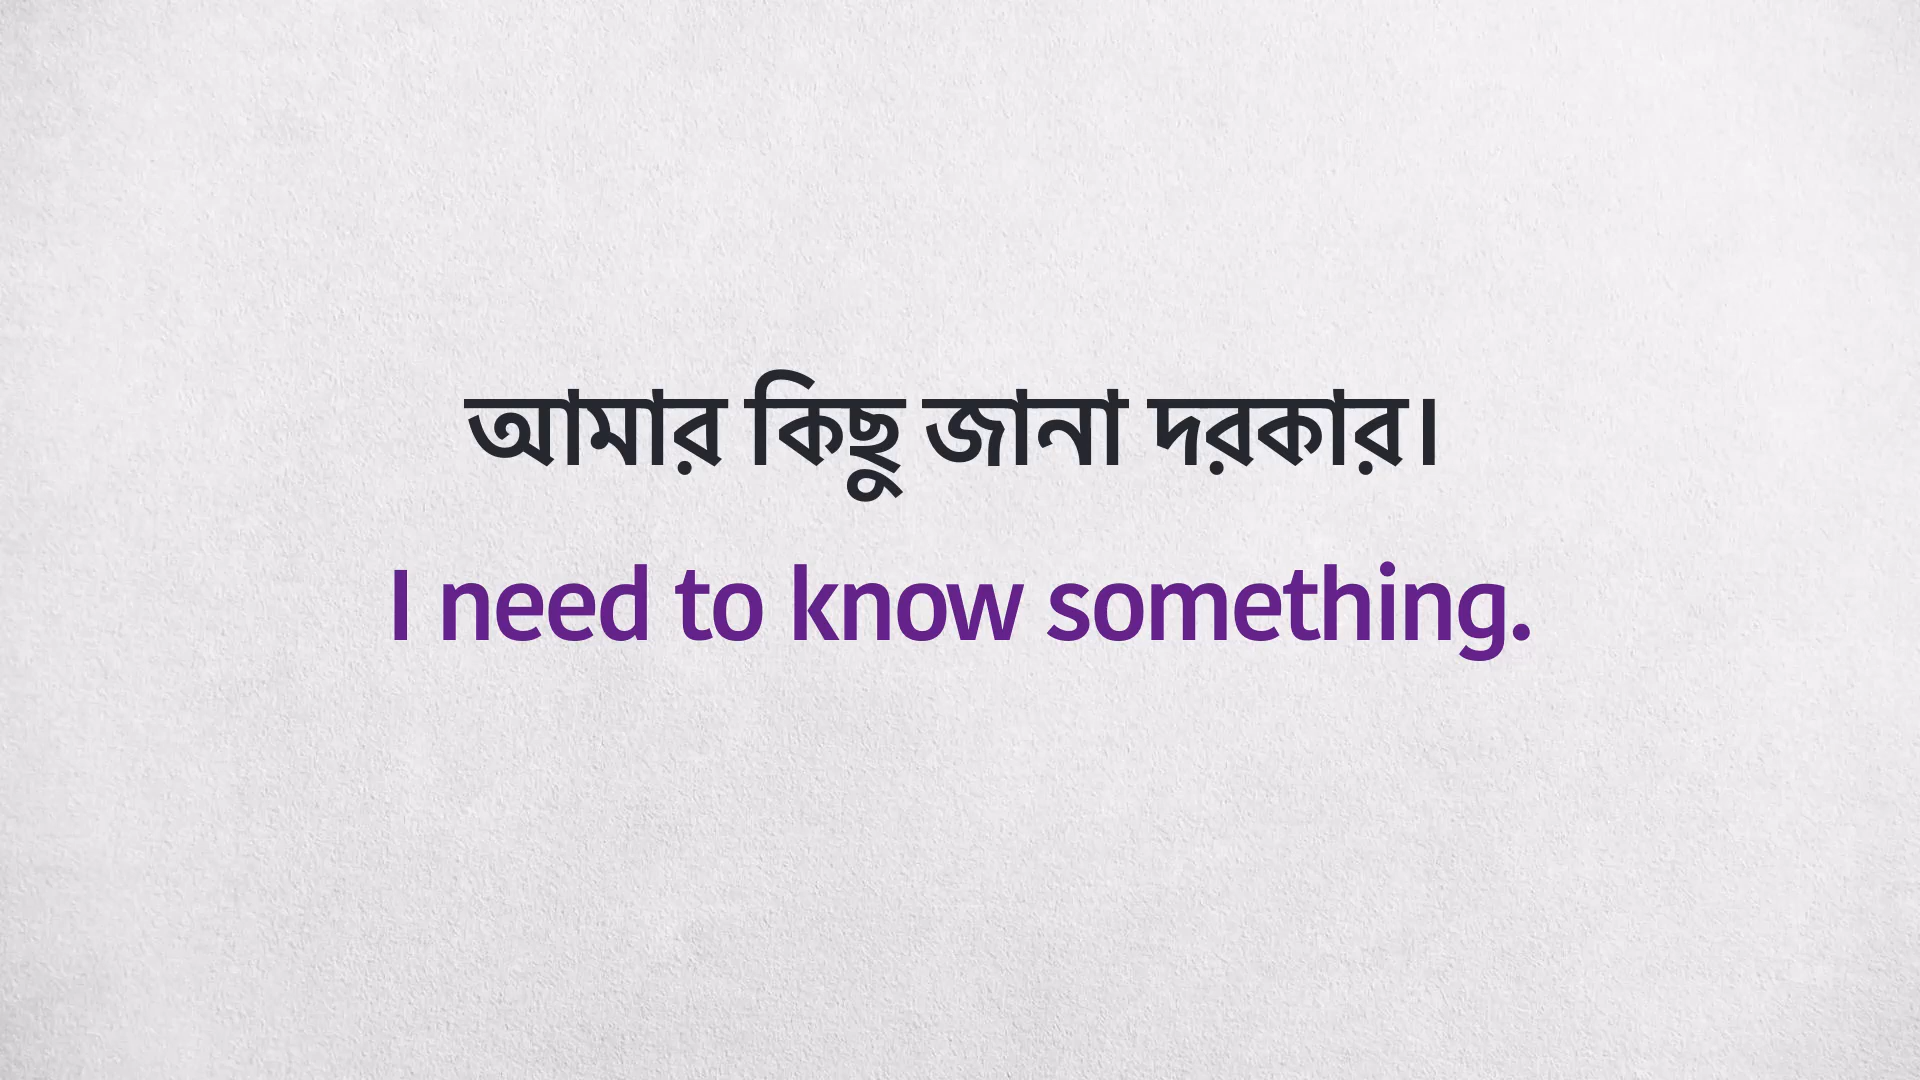 আমার কিছু জানা দরকার।
I need to know something.